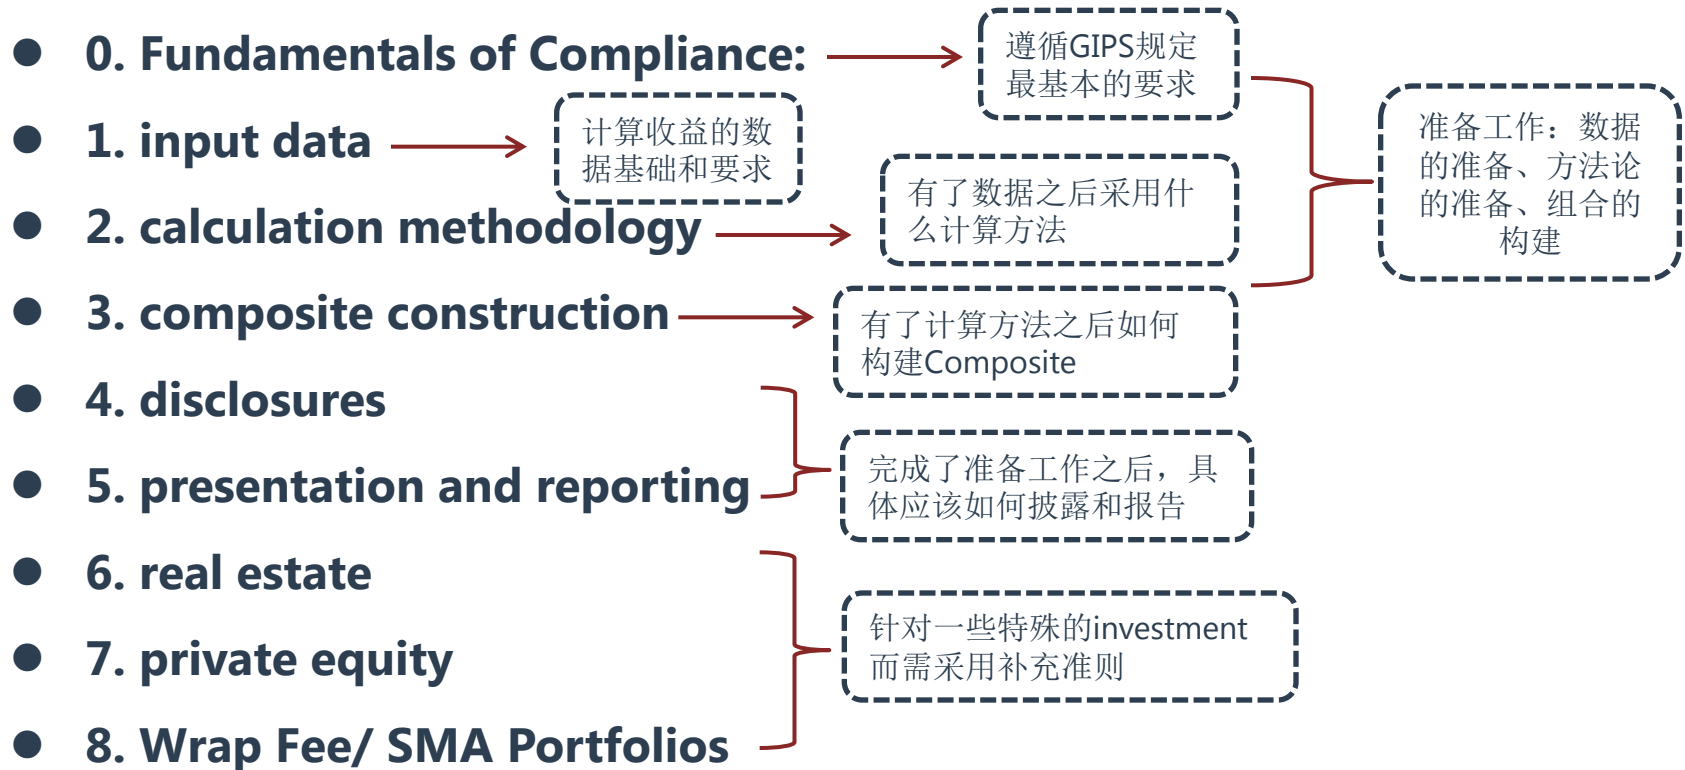 0. Fundamentals of Compliance:
遵循GIPS规定
最基本的要求
1. input data
计算收益的数
据基础和要求
准备工作：数据
的准备、方法论
的准备、组合的
构建
2. calculation methodology
有了数据之后采用什
么计算方法
3. composite construction
有了计算方法之后如何
构建Composite
4. disclosures
5. presentation and reporting
完成了准备工作之后，具
体应该如何披露和报告
6. real estate
7. private equity
8. Wrap Fee/ SMA Portfolios
针对一些特殊的investment
而需采用补充准则